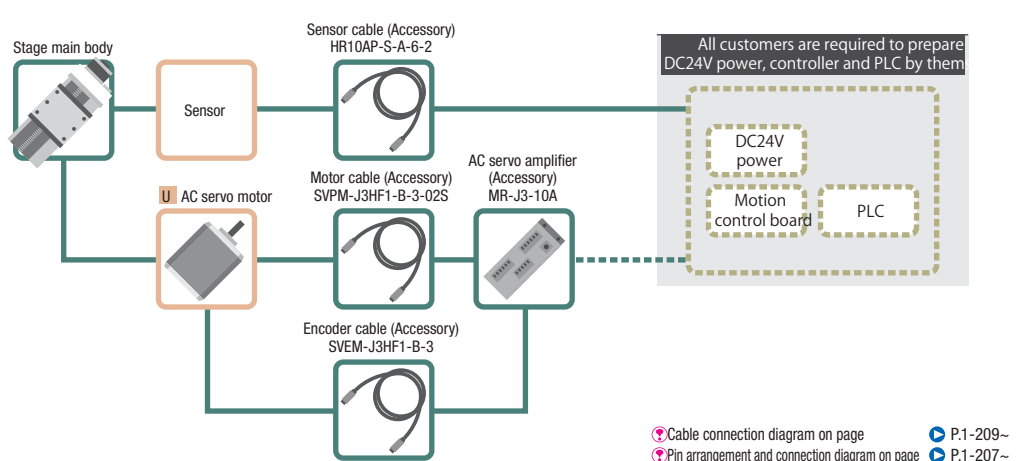 Stage main body
Sensor
Sensor cable (Accessory)
HR10AP-S-A-6-2
All customers are required to prepare
DC24V power, controller and PLC by them
DC24V
power
Motion
control board
PLC
U AC servo motor
Motor cable (Accessory)
SVPM-J3HF1-B-3-02S
AC servo amplifier
(Accessory)
MR-J3-10A
Encoder cable (Accessory)
SVEM-J3HF1-B-3
?Cable connection diagram on page P.1-209~
?Pin arrangement and connection diagram on page P.1-207~